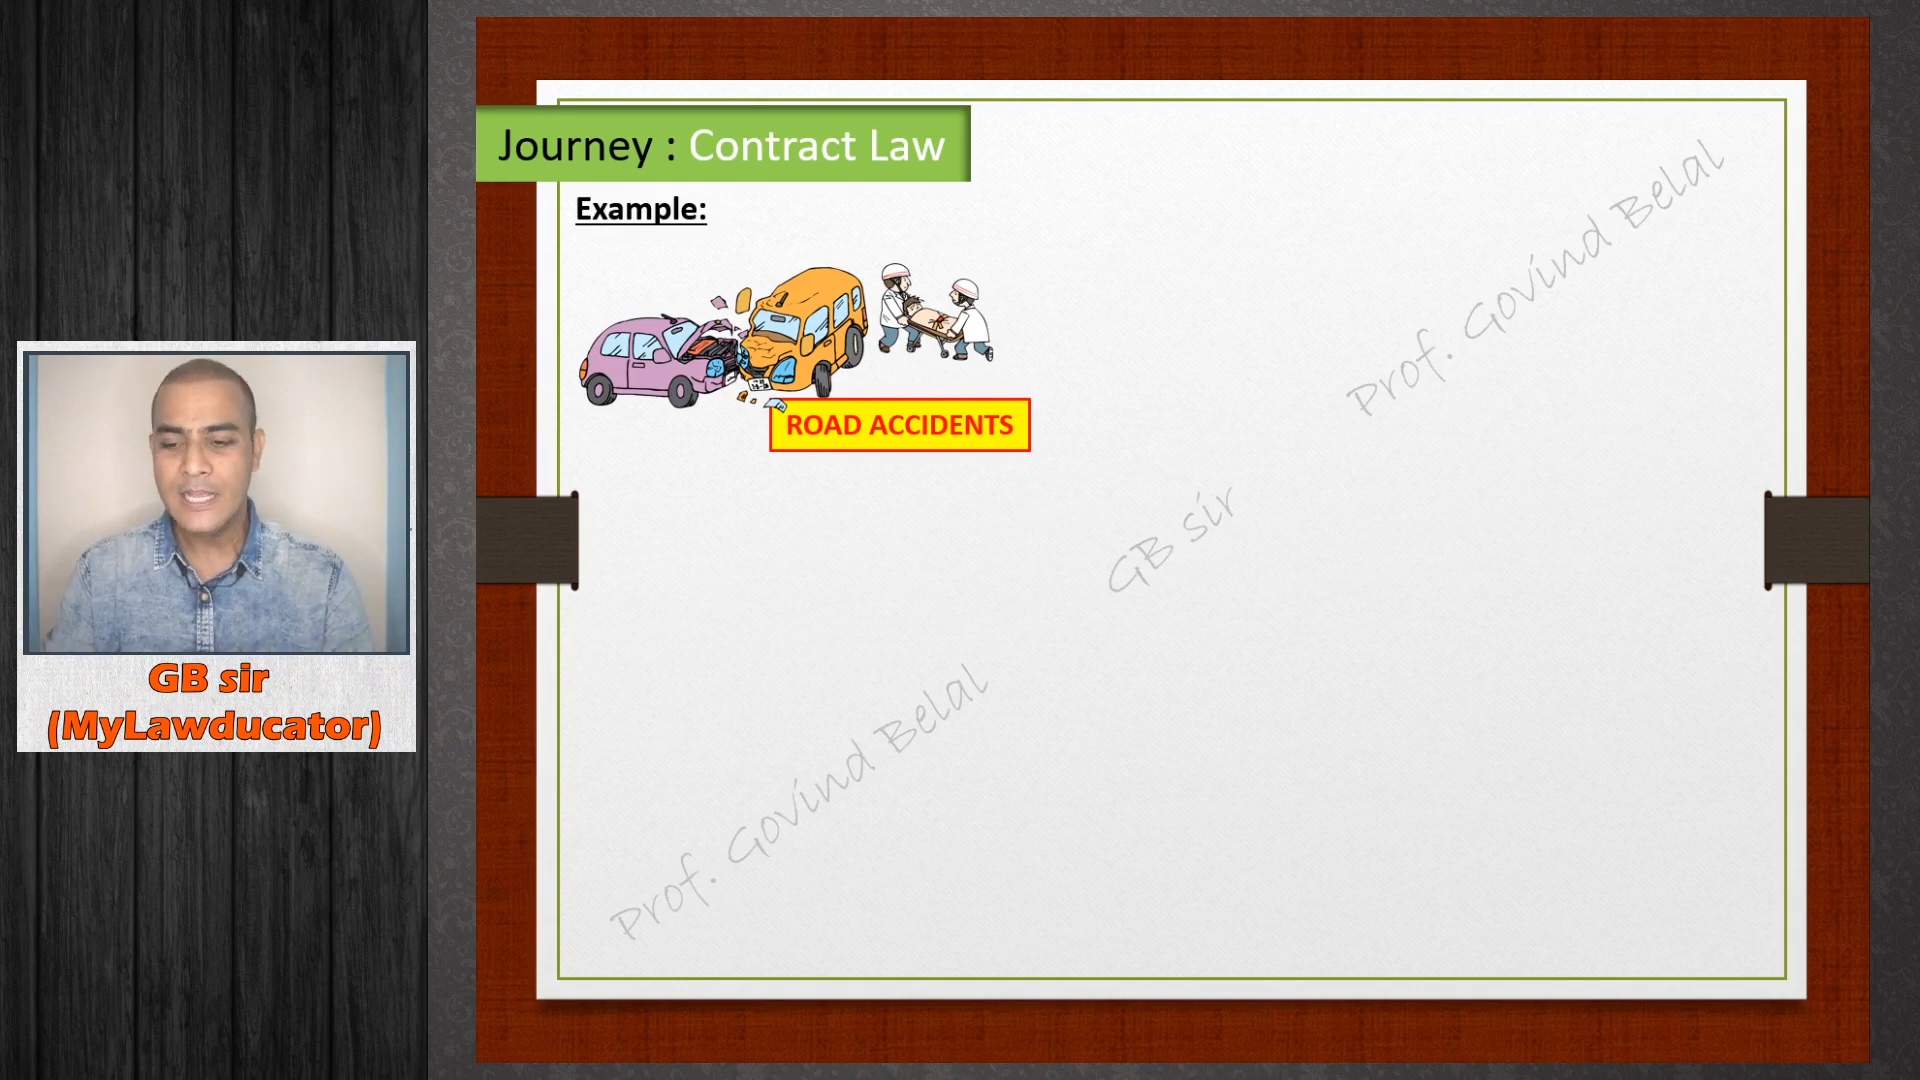 Journey : Contract Law
Example:
ROAD ACCIDENTS
Prof. Govind Belal
GB sir
Prof. Govind Belal
GB sir
(MyLawducator)